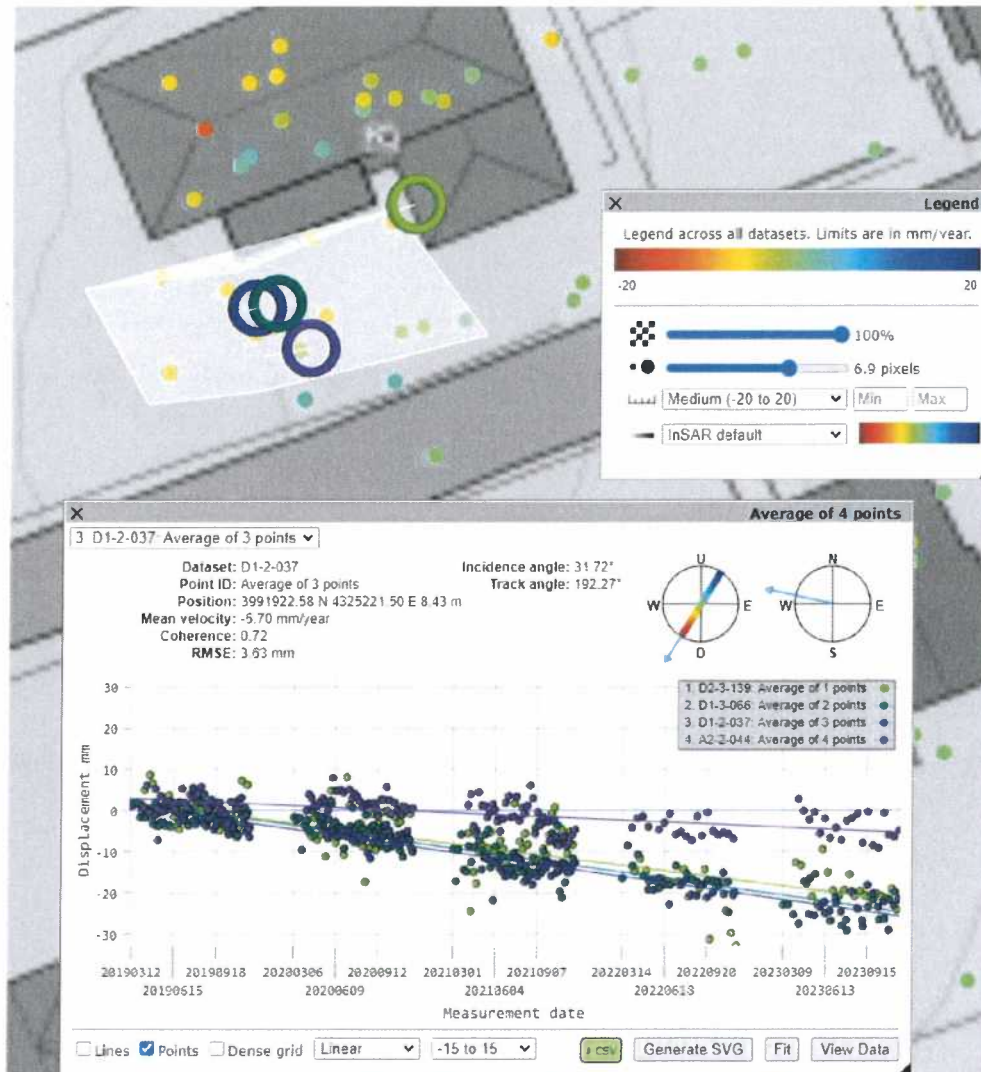 Legend
Legend across all datasets. Limits are in mm/year.
-20 20
100%
6.9 pixels
Medium (-20 to 20) Min Max
InSAR default
Average of 4 points
3 D1-2-037: Average of 3 points
Dataset: D1-2-037
Point ID: Average of 3 points
Position: 3991922.58 N 4325221.50 E 8.43 m
Mean velocity: -5.70 mm/year
Coherence: 0.72
RMSE: 3.63 mm
Incidence angle: 31.72°
Track angle: 192.27°
U
W E
D
N
W E
S
1. D2-3-139: Average of 1 points
2. D1-3-066: Average of 2 points
3. D1-2-037: Average of 3 points
4. A2-2-044: Average of 4 points
Displacement mm
30
20
10
0
-10
-20
-30
20190312 20190918 20200306 20200912 20210301 20210907 20220314 20220920 20230309 20230915
20190615 20200609 20210604 20220613 20230613
Measurement date
Lines Points Dense grid Linear -15 to 15 CSV Generate SVG Fit View Data